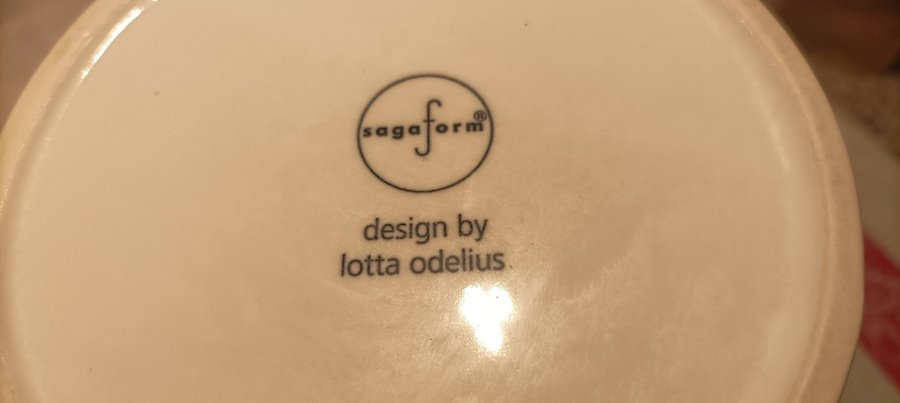 sagaform®
design by
lotta odelius